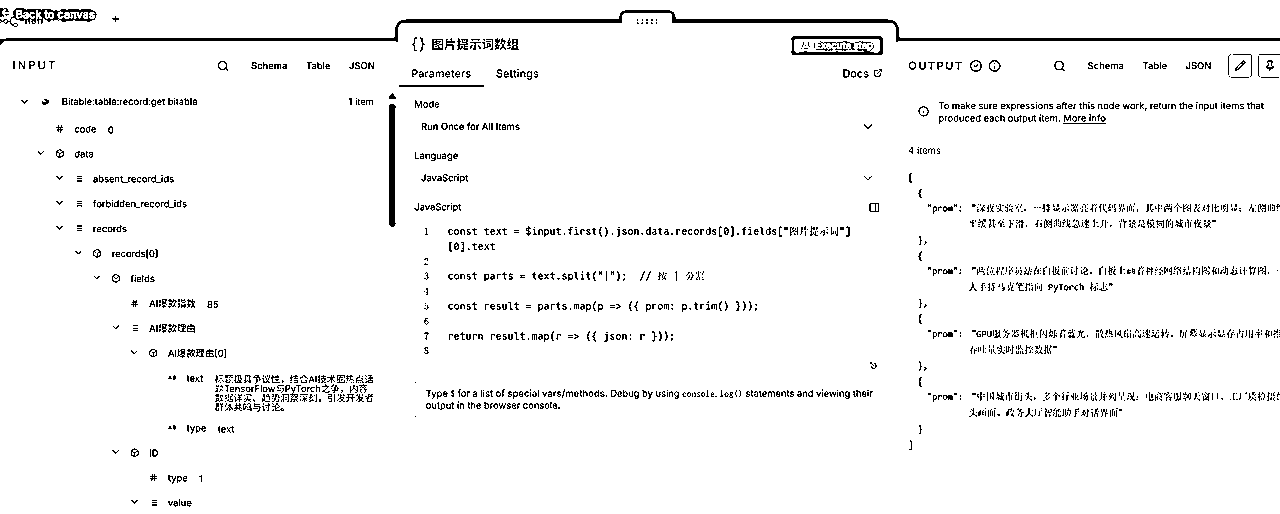 Back to canvas
+
INPUT
Schema
Table
JSON
Bitable:table:record:get bitable
1 item
# code 0
data
absent_record_ids
forbidden_record_ids
records
records[0]
fields
# AI爆款指数 85
AI爆款理由
AI爆款理由[0]
text 标题极具争议性，结合AI技术圈热点话
题TensorFlow与PyTorch之争，内容
数据详实、趋势洞察深刻，引发开发者
群体共鸣与讨论。
type text
ID
# type 1
value
{} 图片提示词数组
Execute step
Parameters
Settings
Docs
Mode
Run Once for All Items
Language
JavaScript
JavaScript
1 const text = $input.first().json.data.records[0].fields["图片提示词"]
[0].text
2
3 const parts = text.split("|"); // 按 | 分割
4
5 const result = parts.map(p => ({ prom: p.trim() }));
6
7 return result.map(r => ({ json: r }));
8
Type $ for a list of special vars/methods. Debug by using console.log() statements and viewing their
output in the browser console.
OUTPUT
Schema
Table
JSON
To make sure expressions after this node work, return the input items that
produced each output item. More info
4 items
[
{
"prom": "深夜实验室，一排显示器亮着代码界面，其中两个图表对比明显：左侧曲线
平缓甚至下滑，右侧曲线急速上升，背景是模糊的城市夜景"
},
{
"prom": "两位程序员站在白板前讨论，白板上画着神经网络结构图和动态计算图，一
人手持马克笔指向 PyTorch 标志"
},
{
"prom": "GPU服务器机柜闪烁着蓝光，散热风扇高速运转，屏幕显示显存占用率和
吞吐量实时监控数据"
},
{
"prom": "中国城市街头，多个行业场景并列呈现：电商客服聊天窗口、工厂质检摄
头画面、政务大厅智能助手对话界面"
}
]